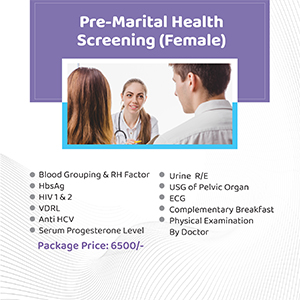 Pre-Marital Health
Screening (Female)
Blood Grouping & RH Factor
HbsAg
HIV 1 & 2
VDRL
Anti HCV
Serum Progesterone Level
Urine R/E
USG of Pelvic Organ
ECG
Complementary Breakfast
Physical Examination
By Doctor
Package Price: 6500/-